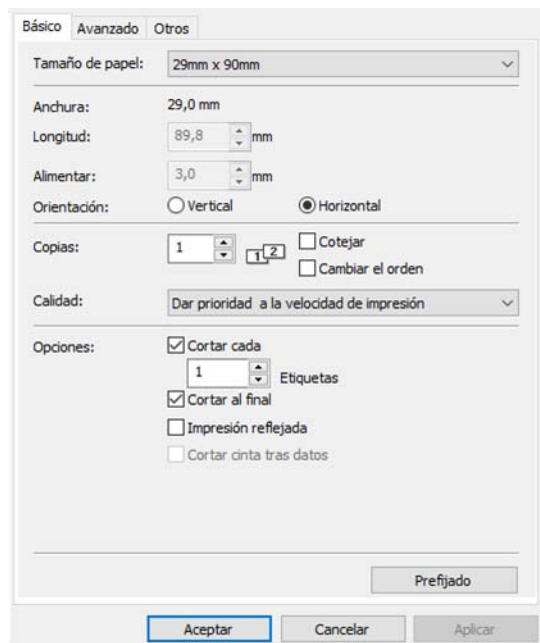 Básico Avanzado Otros
Tamaño de papel: 29mm x 90mm
Anchura: 29,0 mm
Longitud: 89,8 mm
Alimentar: 3,0 mm
Orientación: Vertical Horizontal
Copias: 1 1 2 Cotejar
Cambiar el orden
Calidad: Dar prioridad a la velocidad de impresión
Opciones: Cortar cada
1 Etiquetas
Cortar al final
Impresión reflejada
Cortar cinta tras datos
Prefijado
Aceptar Cancelar Aplicar